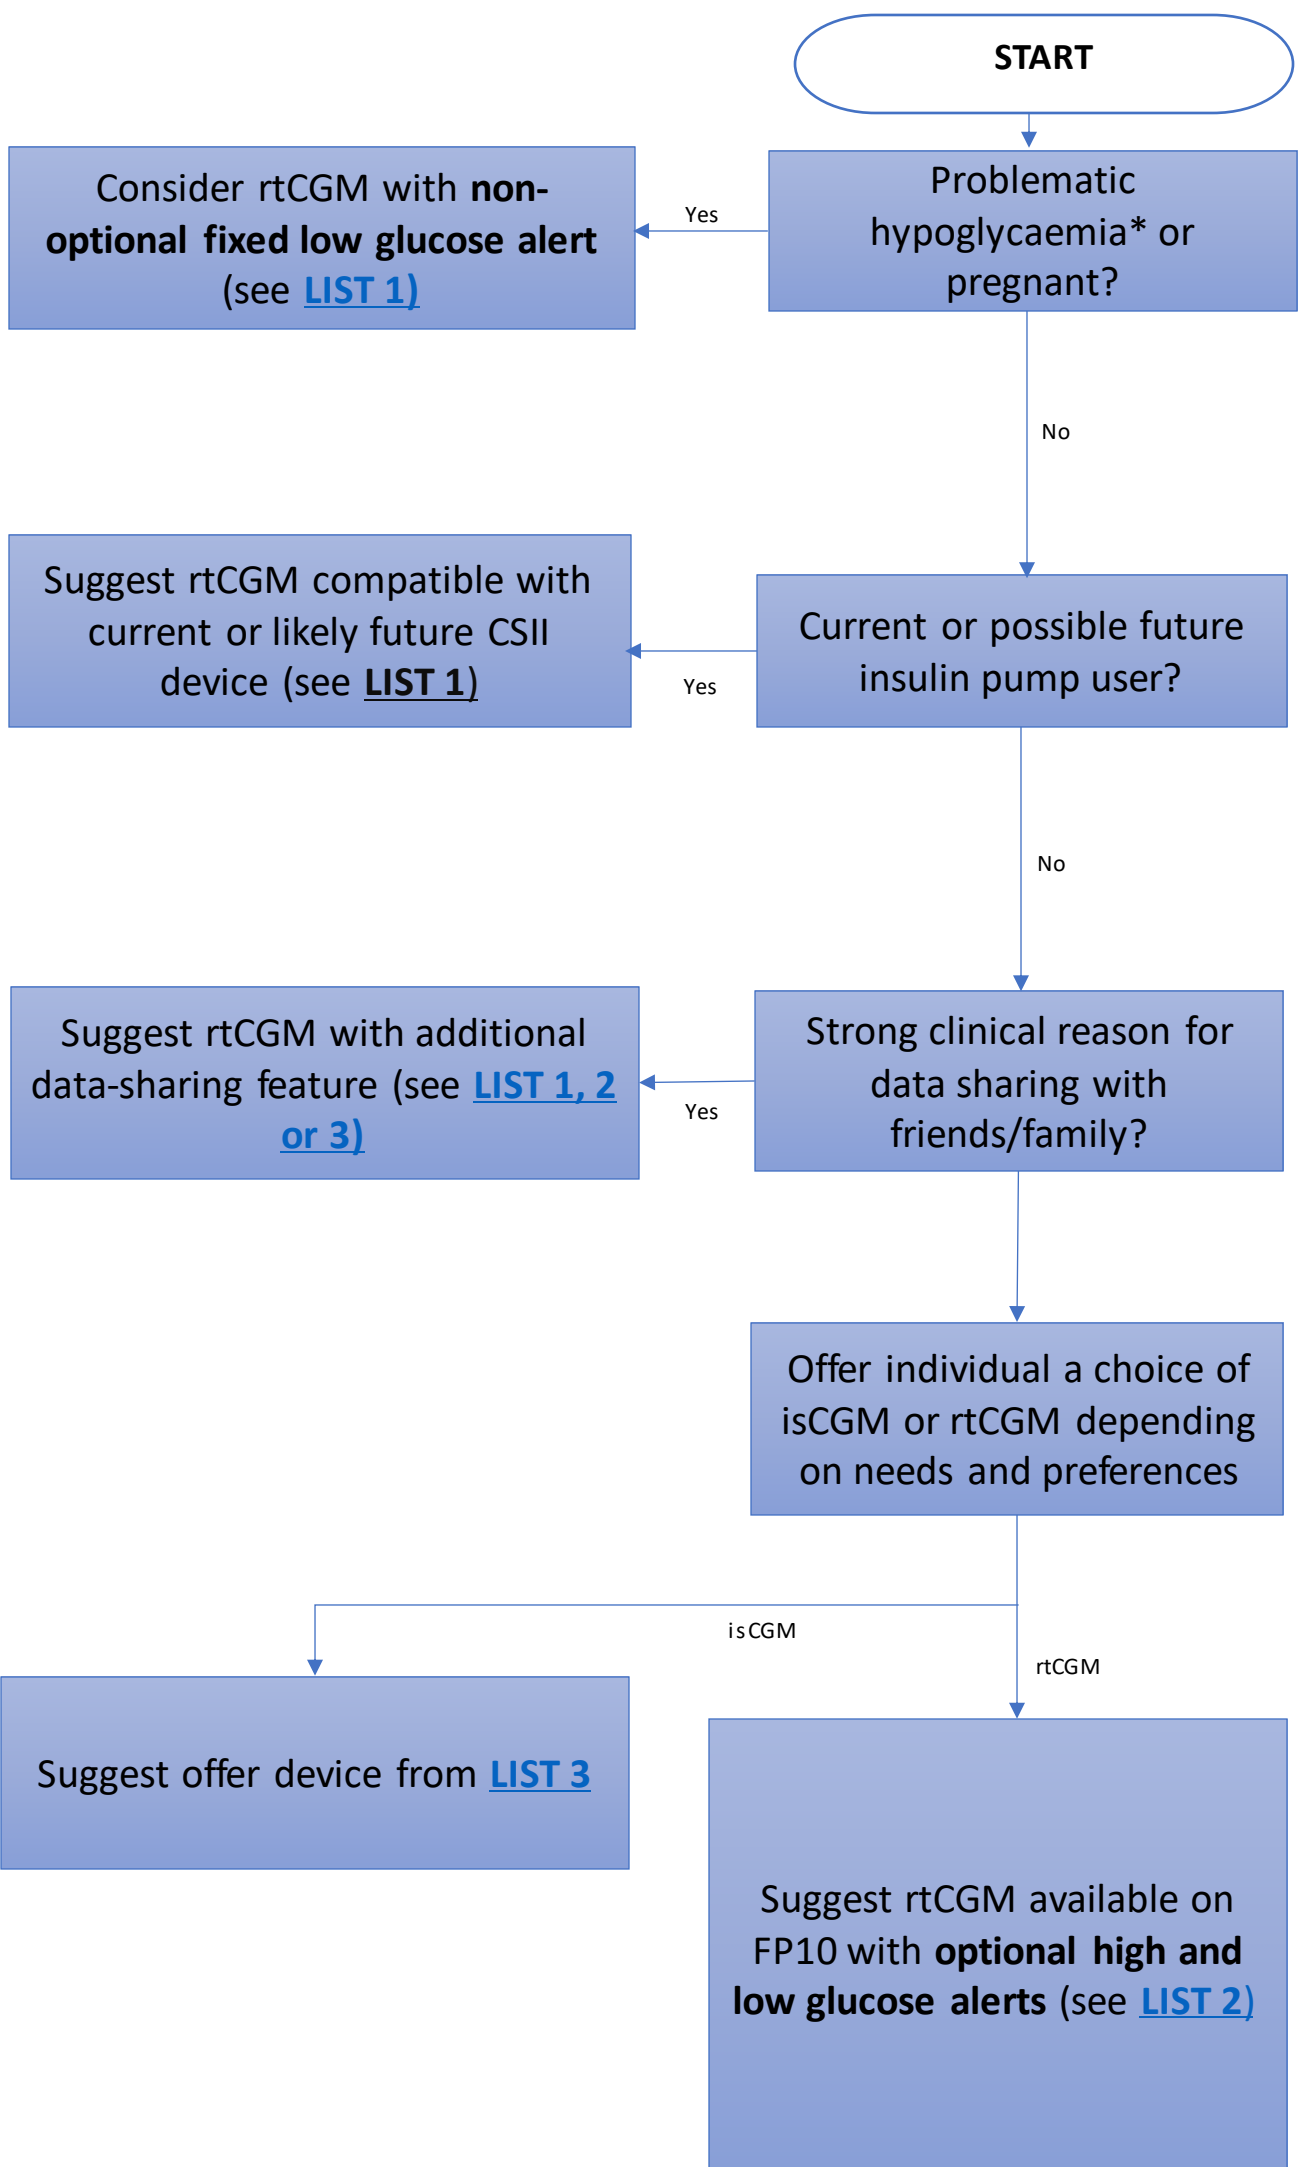 START
Problematic
hypoglycaemia* or
pregnant?
Yes
Consider rtCGM with non-
optional fixed low glucose alert
(see LIST 1)
No
Current or possible future
insulin pump user?
Yes
Suggest rtCGM compatible with
current or likely future CSII
device (see LIST 1)
No
Strong clinical reason for
data sharing with
friends/family?
Yes
Suggest rtCGM with additional
data-sharing feature (see LIST 1, 2
or 3)
Offer individual a choice of
isCGM or rtCGM depending
on needs and preferences
isCGM
rtCGM
Suggest offer device from LIST 3
Suggest rtCGM available on
FP10 with optional high and
low glucose alerts (see LIST 2)